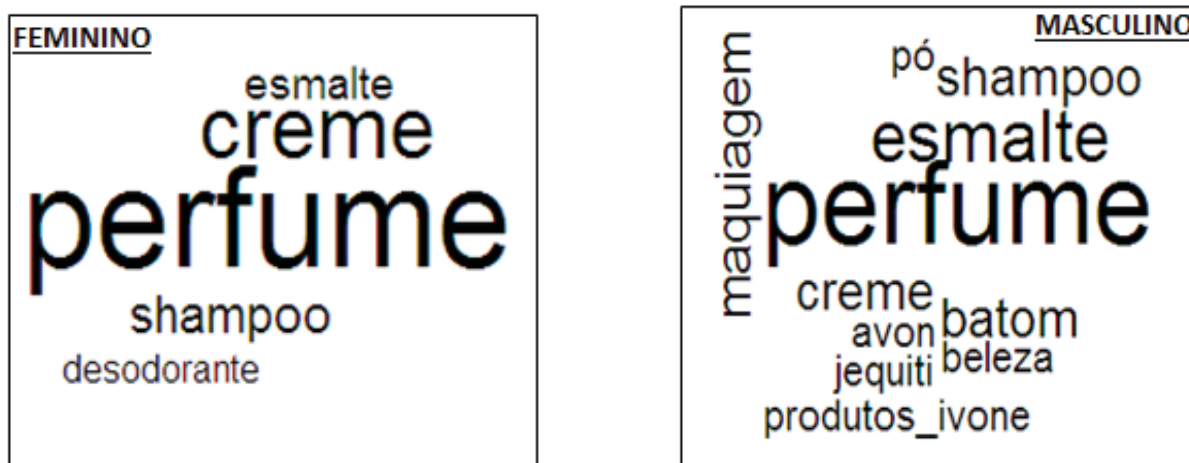 FEMININO
esmalte
creme
perfume
shampoo
desodorante
MASCULINO
maquiagem
pó
shampoo
esmalte
perfume
creme
batom
avon
beleza
jequiti
produtos_ivone